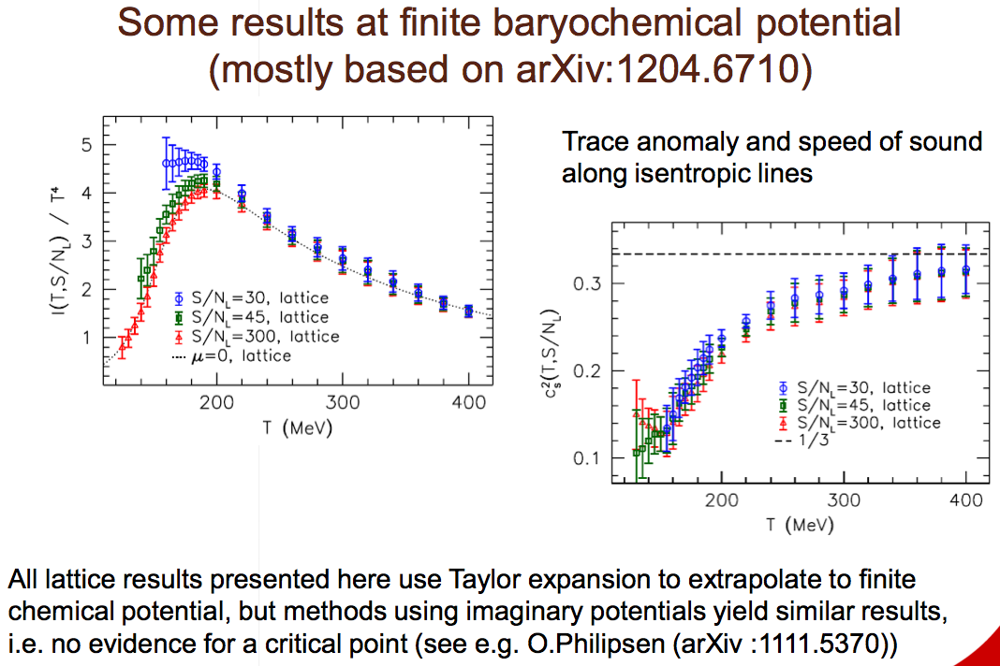 Some results at finite baryochemical potential
(mostly based on arXiv:1204.6710)
I(T,S/N_L) / T⁴
5
4
3
2
1
S/N_L=30, lattice
S/N_L=45, lattice
S/N_L=300, lattice
μ=0, lattice
200
300
400
T (MeV)
Trace anomaly and speed of sound
along isentropic lines
c_s²(T,S/N_L)
0.3
0.2
0.1
S/N_L=30, lattice
S/N_L=45, lattice
S/N_L=300, lattice
1/3
200
300
400
T (MeV)
All lattice results presented here use Taylor expansion to extrapolate to finite
chemical potential, but methods using imaginary potentials yield similar results,
i.e. no evidence for a critical point (see e.g. O.Philipsen (arXiv :1111.5370))